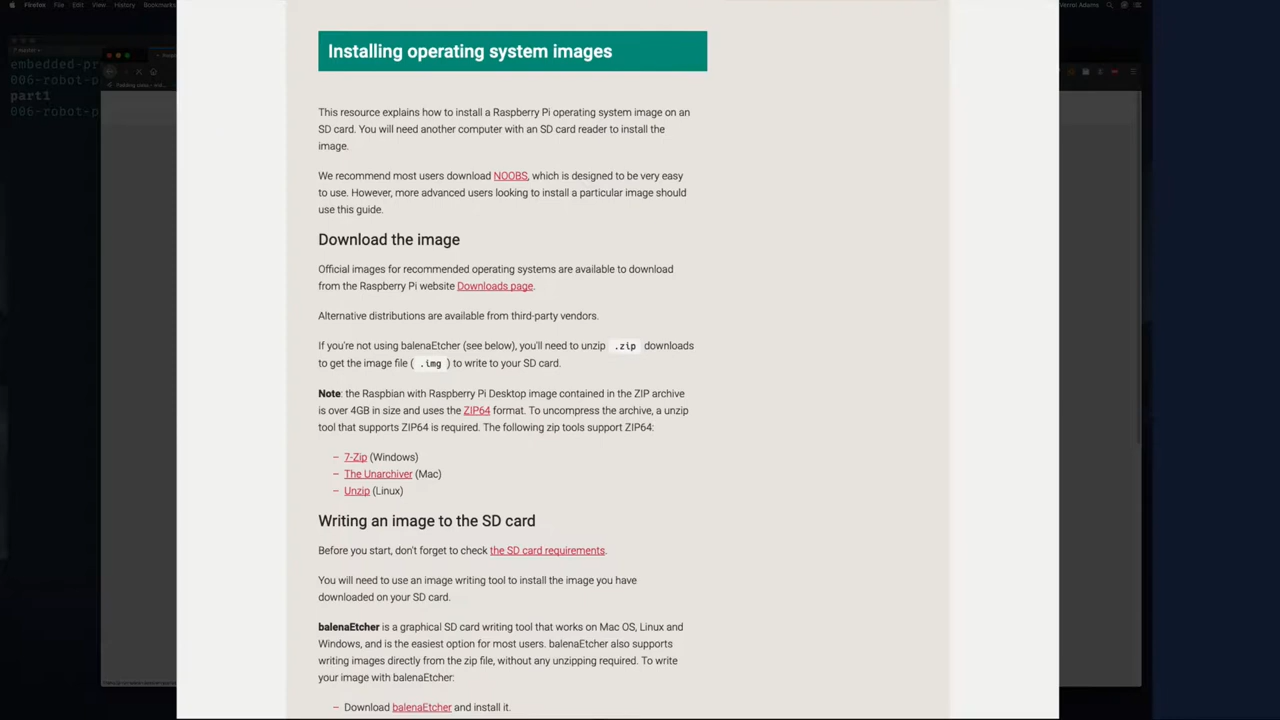 Firefox File Edit View History Bookmarks
Verrol Adams
master
embedded-pr
006-robot-p
part1
006-robot-p
Installing operating system images
This resource explains how to install a Raspberry Pi operating system image on an
SD card. You will need another computer with an SD card reader to install the
image.
We recommend most users download NOOBS, which is designed to be very easy
to use. However, more advanced users looking to install a particular image should
use this guide.
Download the image
Official images for recommended operating systems are available to download
from the Raspberry Pi website Downloads page.
Alternative distributions are available from third-party vendors.
If you're not using balenaEtcher (see below), you'll need to unzip .zip downloads
to get the image file ( .img ) to write to your SD card.
Note: the Raspbian with Raspberry Pi Desktop image contained in the ZIP archive
is over 4GB in size and uses the ZIP64 format. To uncompress the archive, a unzip
tool that supports ZIP64 is required. The following zip tools support ZIP64:
– 7-Zip (Windows)
– The Unarchiver (Mac)
– Unzip (Linux)
Writing an image to the SD card
Before you start, don't forget to check the SD card requirements.
You will need to use an image writing tool to install the image you have
downloaded on your SD card.
balenaEtcher is a graphical SD card writing tool that works on Mac OS, Linux and
Windows, and is the easiest option for most users. balenaEtcher also supports
writing images directly from the zip file, without any unzipping required. To write
your image with balenaEtcher:
– Download balenaEtcher and install it.